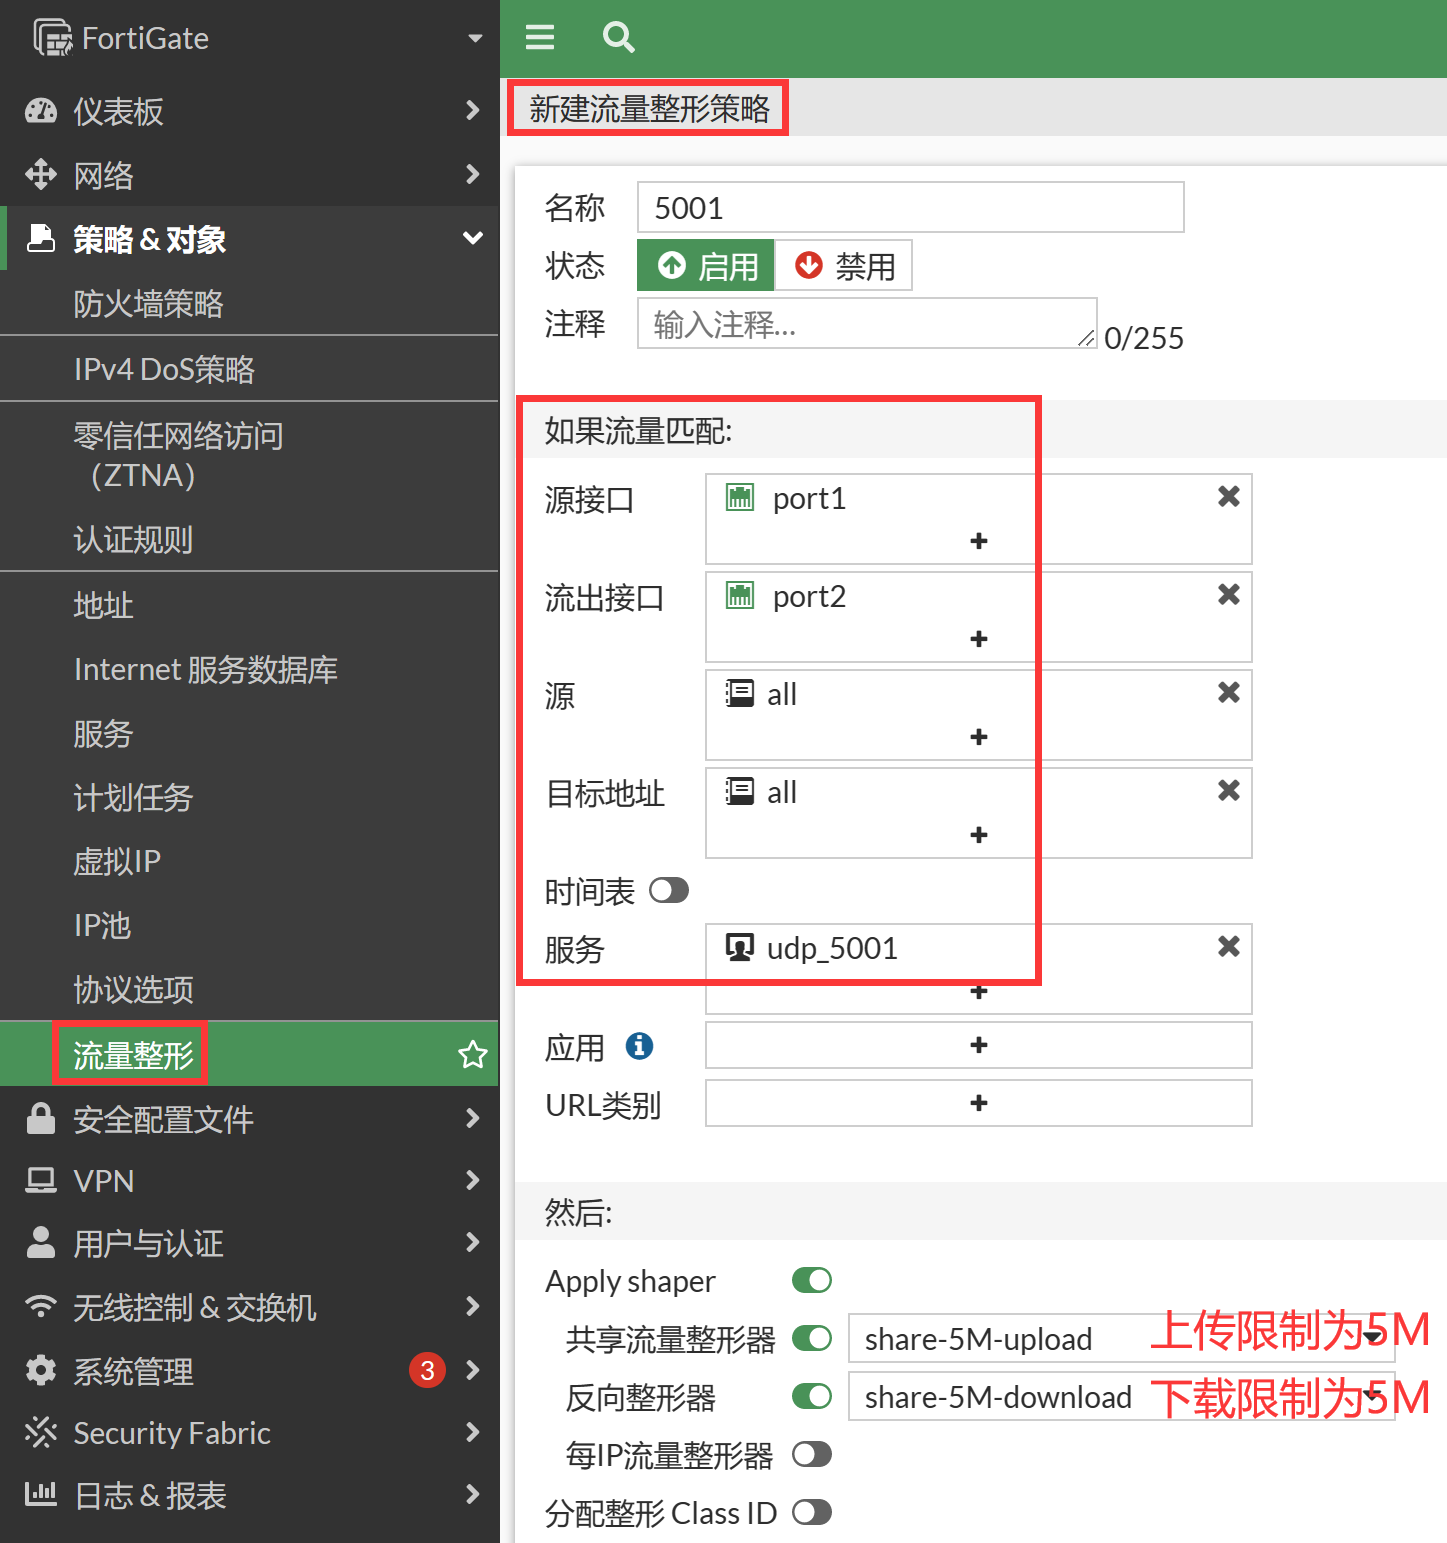 FortiGate
仪表板
网络
策略 & 对象
防火墙策略
IPv4 DoS策略
零信任网络访问
（ZTNA）
认证规则
地址
Internet 服务数据库
服务
计划任务
虚拟IP
IP池
协议选项
流量整形
安全配置文件
VPN
用户与认证
无线控制 & 交换机
系统管理 3
Security Fabric
日志 & 报表
新建流量整形策略
名称 5001
状态 启用 禁用
注释 输入注释... 0/255
如果流量匹配:
源接口 port1
流出接口 port2
源 all
目标地址 all
时间表
服务 udp_5001
应用
URL类别
然后:
Apply shaper
共享流量整形器 share-5M-upload 上传限制为5M
反向整形器 share-5M-download 下载限制为5M
每IP流量整形器
分配整形 Class ID